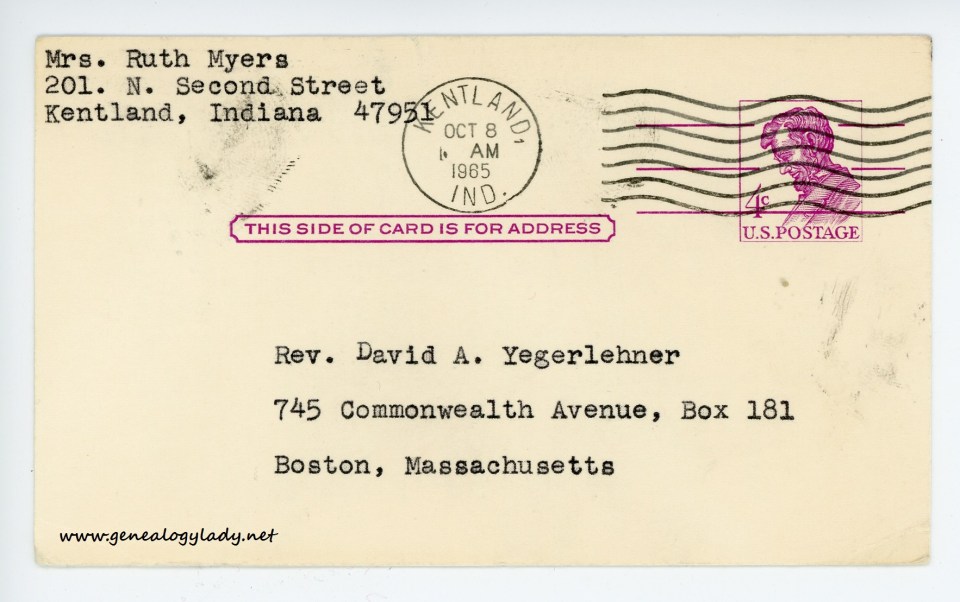 Mrs. Ruth Myers
201. N. Second Street
Kentland, Indiana 47951
KENTLAND,
OCT 8
AM
1965
IND.
4c
U.S.POSTAGE
THIS SIDE OF CARD IS FOR ADDRESS
Rev. David A. Yegerlehner
745 Commonwealth Avenue, Box 181
Boston, Massachusetts
www.genealogylady.net